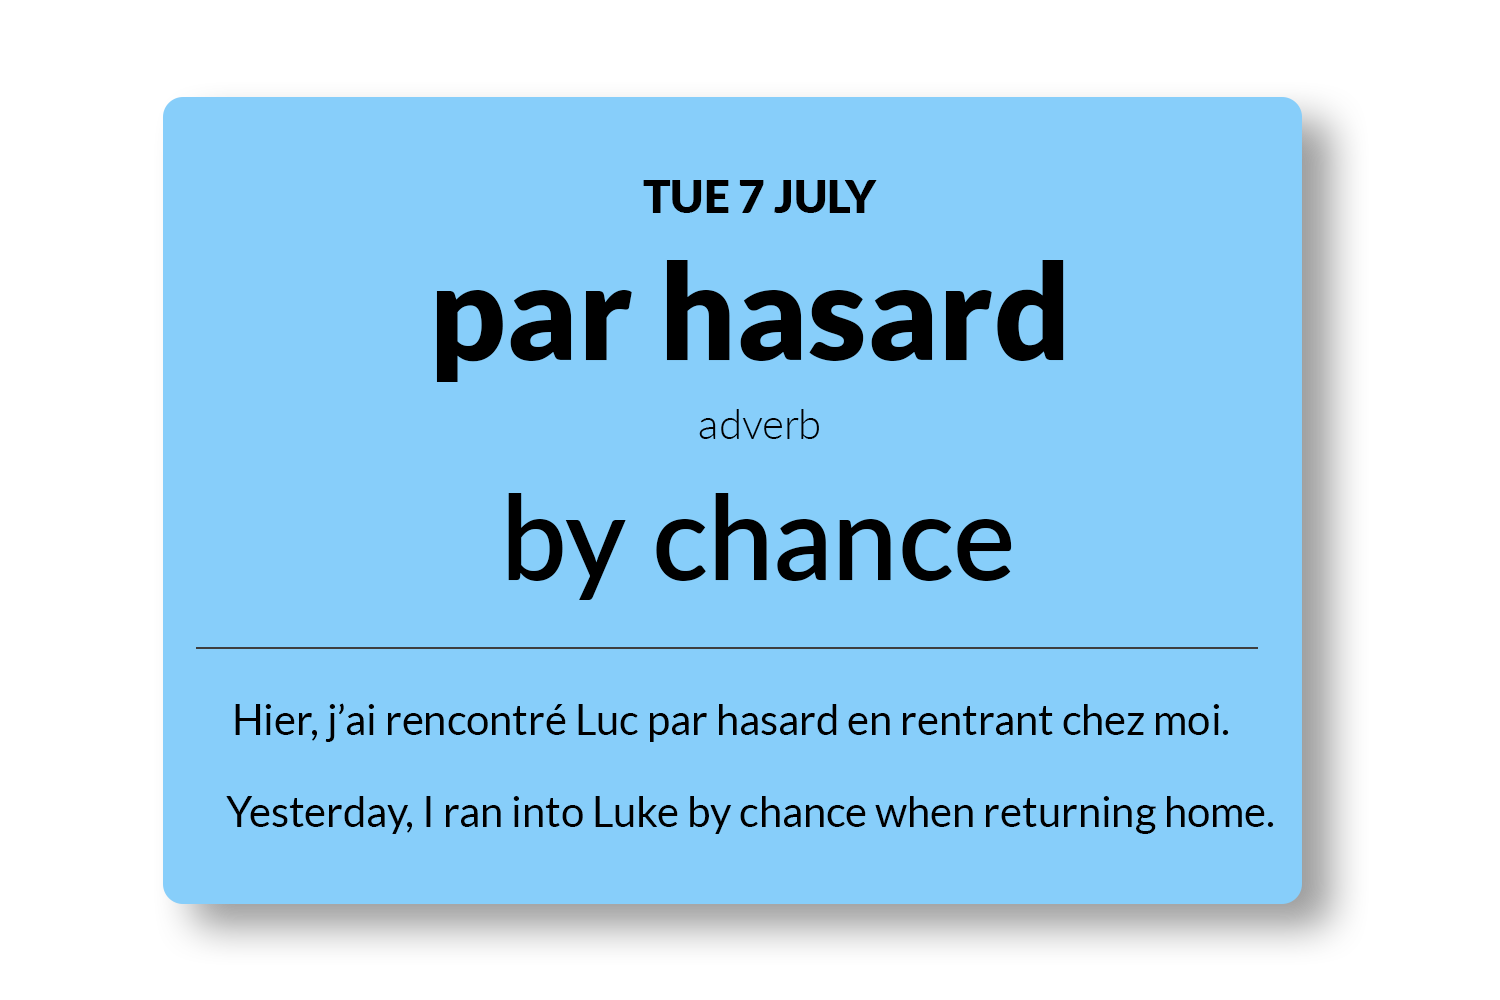 TUE 7 JULY
par hasard
adverb
by chance
Hier, j’ai rencontré Luc par hasard en rentrant chez moi.
Yesterday, I ran into Luke by chance when returning home.